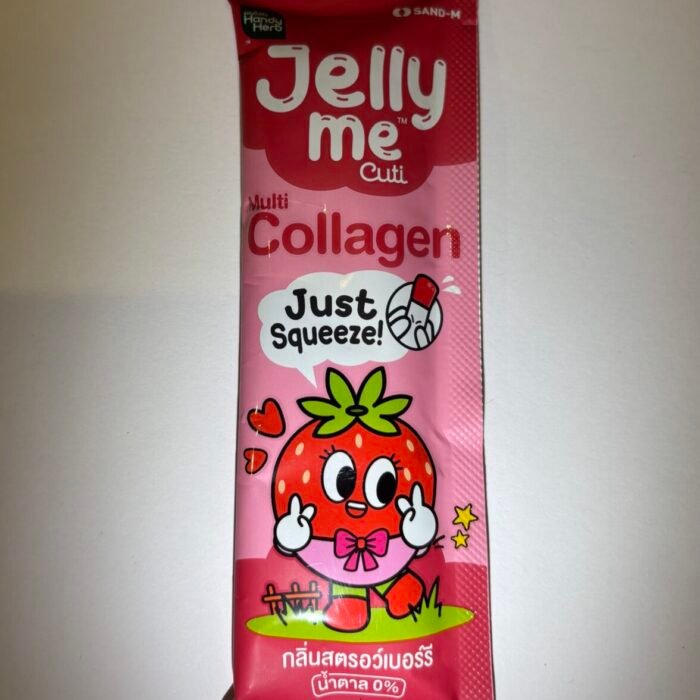 Handy
Herb
SAND-M
Jelly
me™
Cuti
Multi
Collagen
Just
Squeeze!
กลิ่นสตรอว์เบอร์รี
น้ำตาล 0%